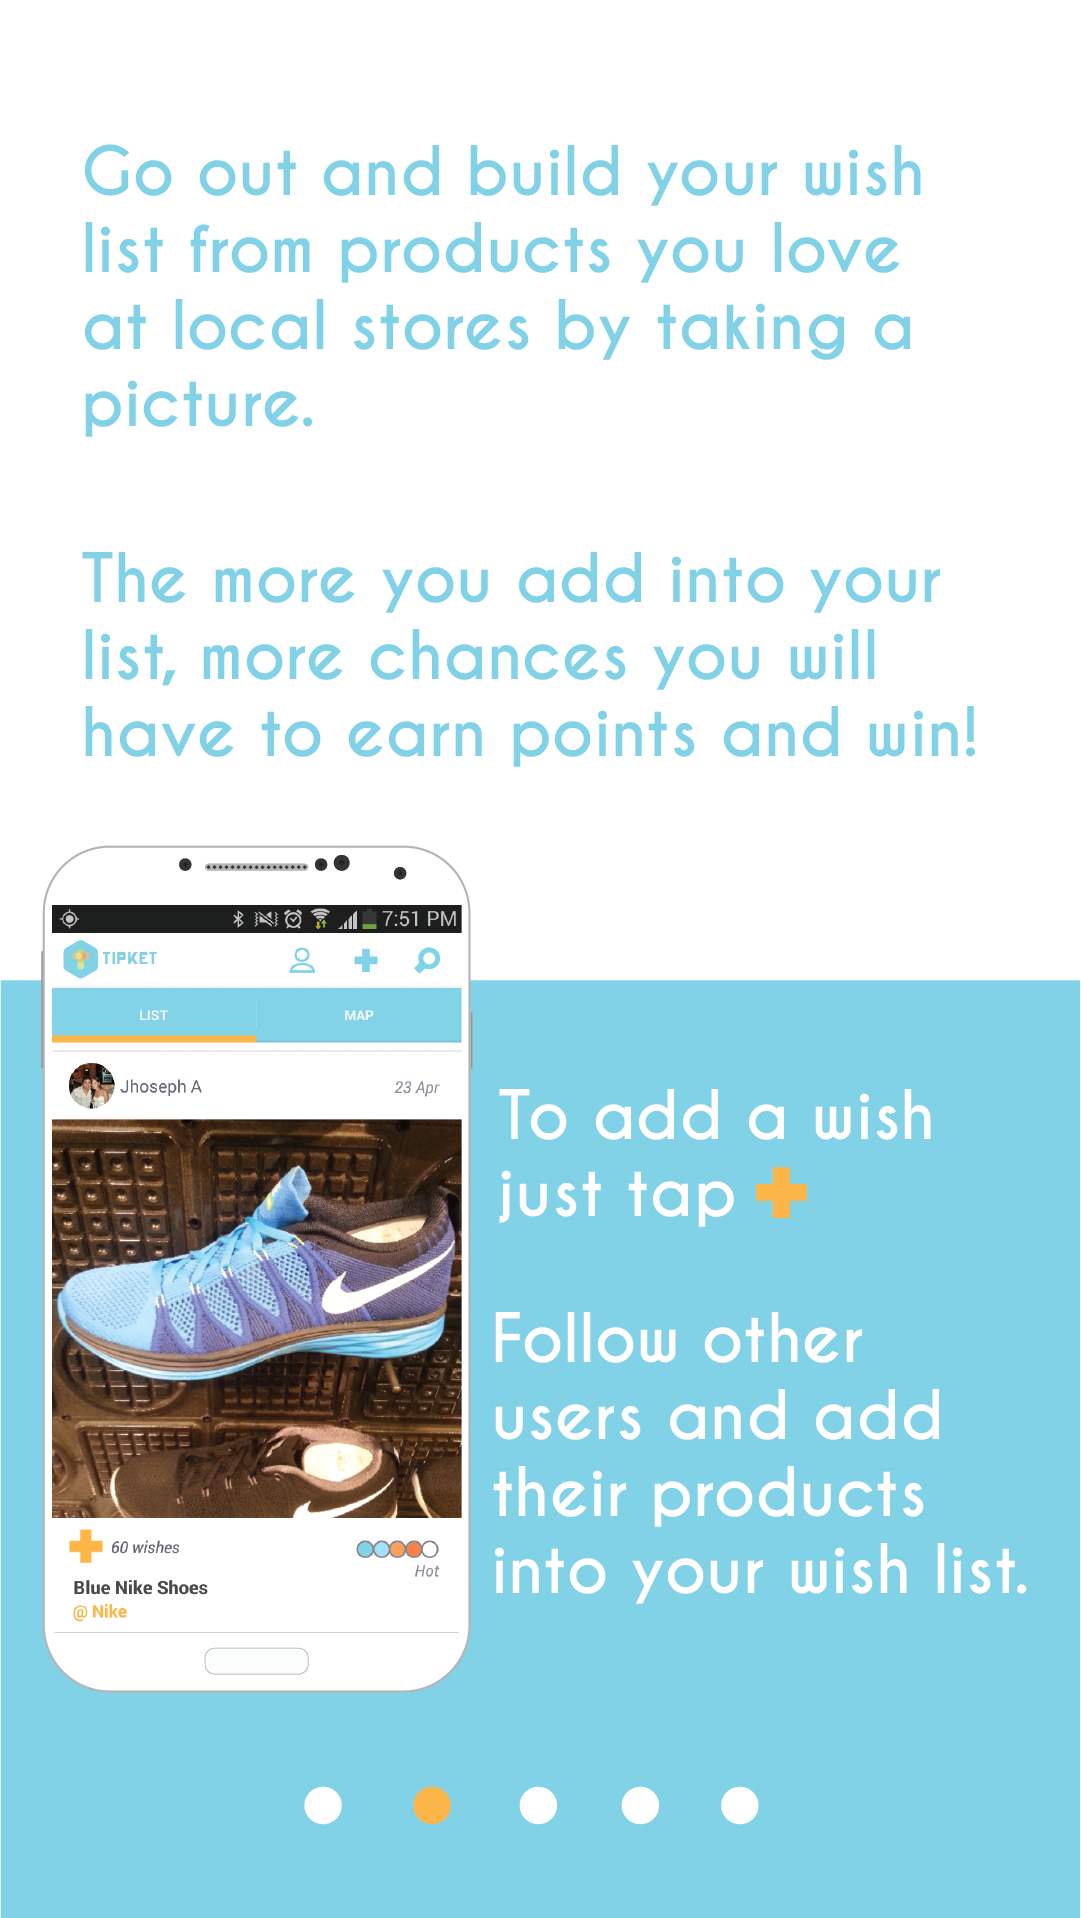 Go out and build your wish
list from products you love
at local stores by taking a
picture.
The more you add into your
list, more chances you will
have to earn points and win!
7:51 PM
TIPKET
LIST
MAP
Jhoseph A
23 Apr
60 wishes
Hot
Blue Nike Shoes
@ Nike
To add a wish
just tap
Follow other
users and add
their products
into your wish list.